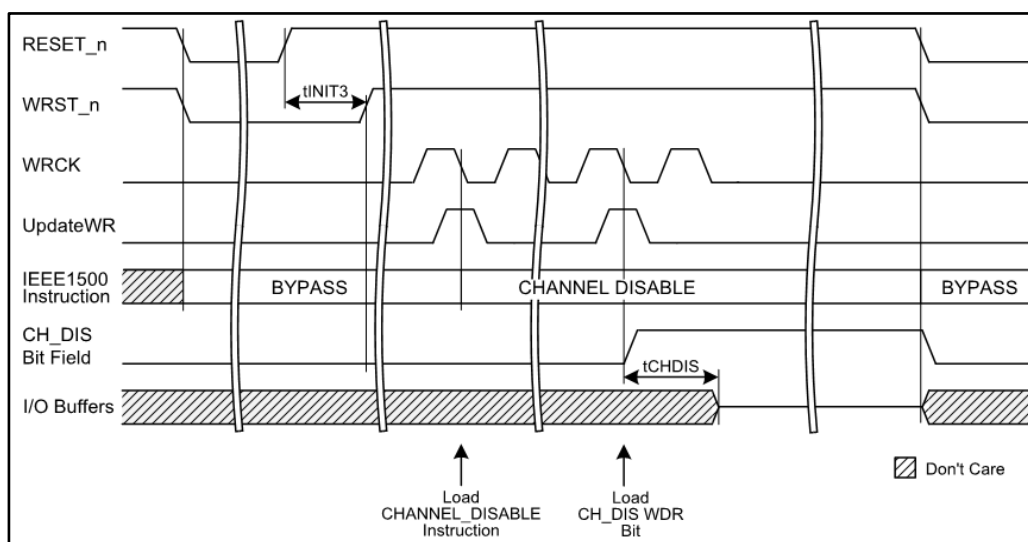 RESET_n
tINIT3
WRST_n
WRCK
UpdateWR
IEEE1500
Instruction
BYPASS
CHANNEL DISABLE
BYPASS
CH_DIS
Bit Field
tCHDIS
I/O Buffers
Don't Care
Load
CHANNEL_DISABLE
Instruction
Load
CH_DIS WDR
Bit